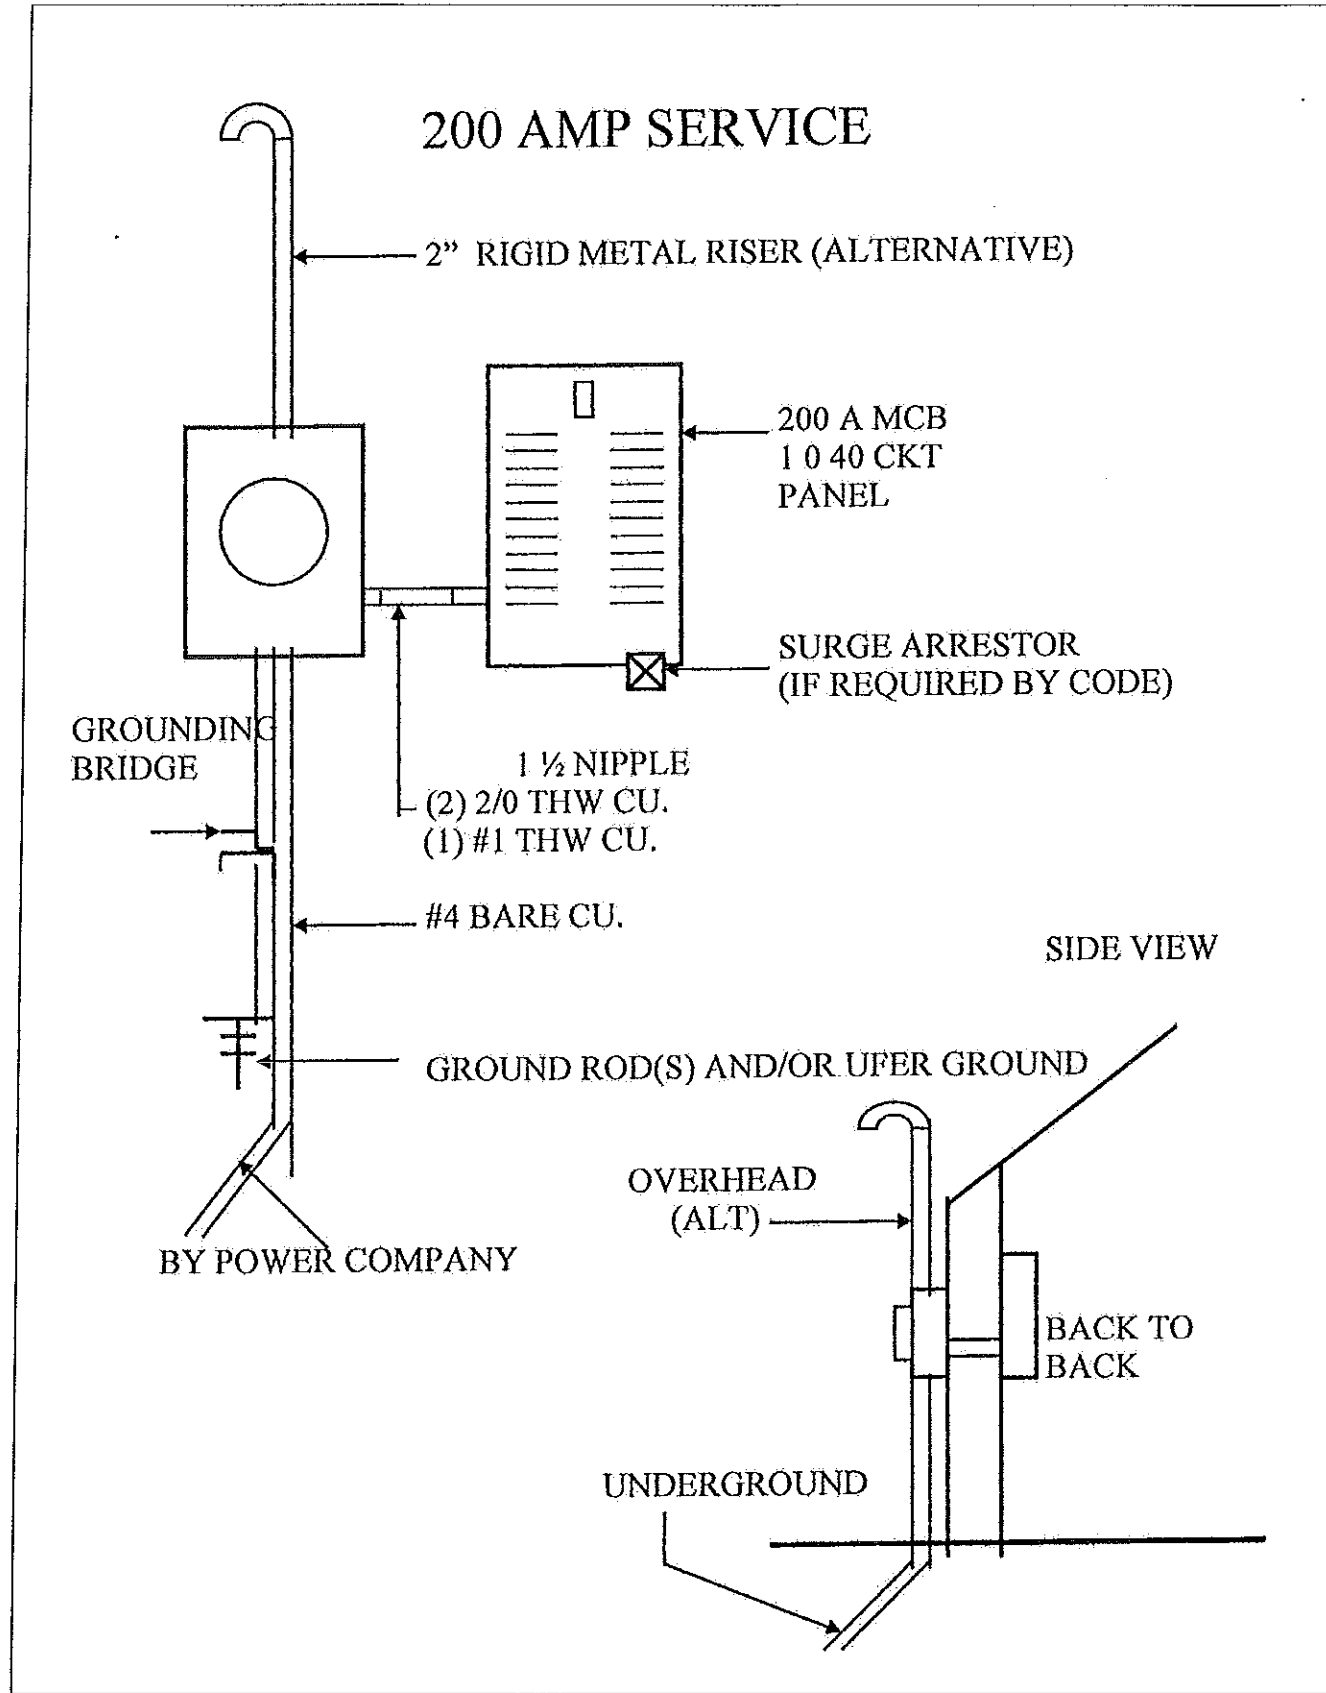 200 AMP SERVICE
2” RIGID METAL RISER (ALTERNATIVE)
200 A MCB
1 0 40 CKT
PANEL
SURGE ARRESTOR
(IF REQUIRED BY CODE)
GROUNDING
BRIDGE
1 ½ NIPPLE
(2) 2/0 THW CU.
(1) #1 THW CU.
#4 BARE CU.
SIDE VIEW
GROUND ROD(S) AND/OR UFER GROUND
OVERHEAD
(ALT)
BY POWER COMPANY
BACK TO
BACK
UNDERGROUND